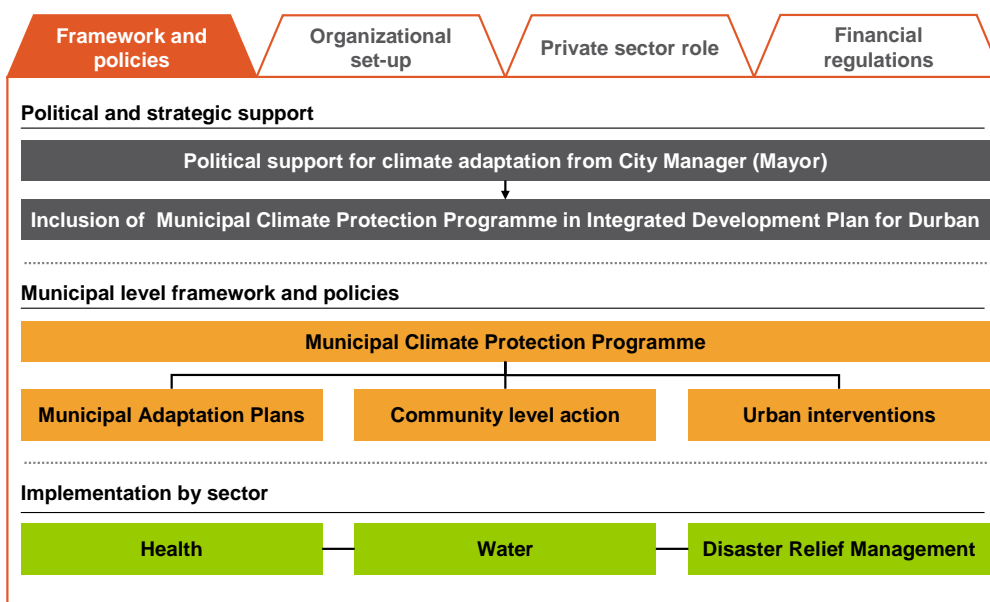 Framework and
policies
Organizational
set-up
Private sector role
Financial
regulations
Political and strategic support
Political support for climate adaptation from City Manager (Mayor)
Inclusion of Municipal Climate Protection Programme in Integrated Development Plan for Durban
Municipal level framework and policies
Municipal Climate Protection Programme
Municipal Adaptation Plans
Community level action
Urban interventions
Implementation by sector
Health
Water
Disaster Relief Management